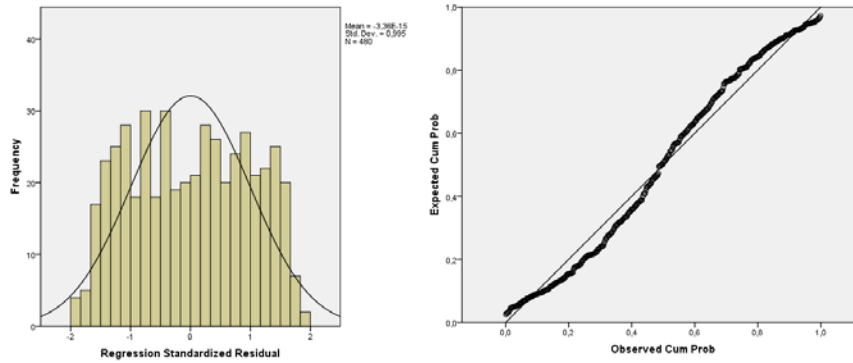 Mean = -3,36E-15
Std. Dev. = 0,995
N = 480
Frequency
40
30
20
10
0
-2 -1 0 1 2
Regression Standardized Residual
Expected Cum Prob
1,0
0,8
0,6
0,4
0,2
0,0
0,0 0,2 0,4 0,6 0,8 1,0
Observed Cum Prob